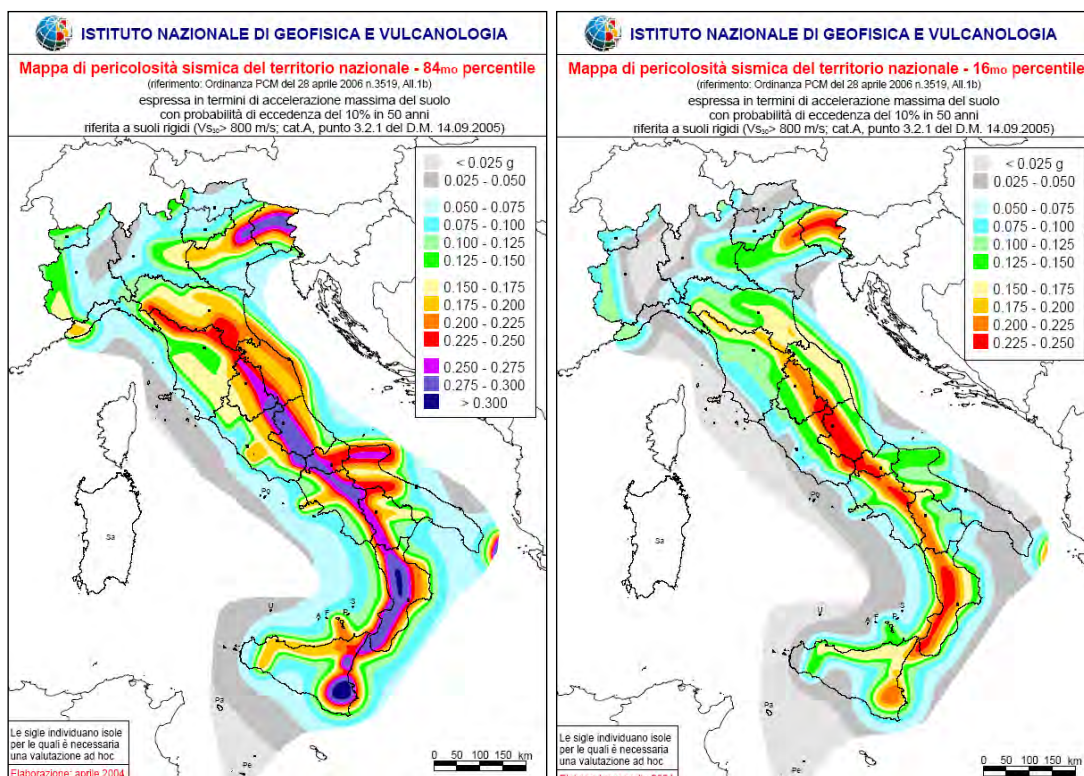 ISTITUTO NAZIONALE DI GEOFISICA E VULCANOLOGIA
Mappa di pericolosità sismica del territorio nazionale - 84mo percentile
(riferimento: Ordinanza PCM del 28 aprile 2006 n.3519, All.1b)
espressa in termini di accelerazione massima del suolo
con probabilità di eccedenza del 10% in 50 anni
riferita a suoli rigidi (Vs30> 800 m/s; cat.A, punto 3.2.1 del D.M. 14.09.2005)
< 0.025 g
0.025 - 0.050
0.050 - 0.075
0.075 - 0.100
0.100 - 0.125
0.125 - 0.150
0.150 - 0.175
0.175 - 0.200
0.200 - 0.225
0.225 - 0.250
0.250 - 0.275
0.275 - 0.300
> 0.300
Sa
U
Pa
Pe
Le sigle individuano isole
per le quali è necessaria
una valutazione ad hoc
Elaborazione: aprile 2004
0 50 100 150 km
ISTITUTO NAZIONALE DI GEOFISICA E VULCANOLOGIA
Mappa di pericolosità sismica del territorio nazionale - 16mo percentile
(riferimento: Ordinanza PCM del 28 aprile 2006 n.3519, All.1b)
espressa in termini di accelerazione massima del suolo
con probabilità di eccedenza del 10% in 50 anni
riferita a suoli rigidi (Vs30> 800 m/s; cat.A, punto 3.2.1 del D.M. 14.09.2005)
< 0.025 g
0.025 - 0.050
0.050 - 0.075
0.075 - 0.100
0.100 - 0.125
0.125 - 0.150
0.150 - 0.175
0.175 - 0.200
0.200 - 0.225
0.225 - 0.250
Sa
U
Pa
Pe
Le sigle individuano isole
per le quali è necessaria
una valutazione ad hoc
0 50 100 150 km